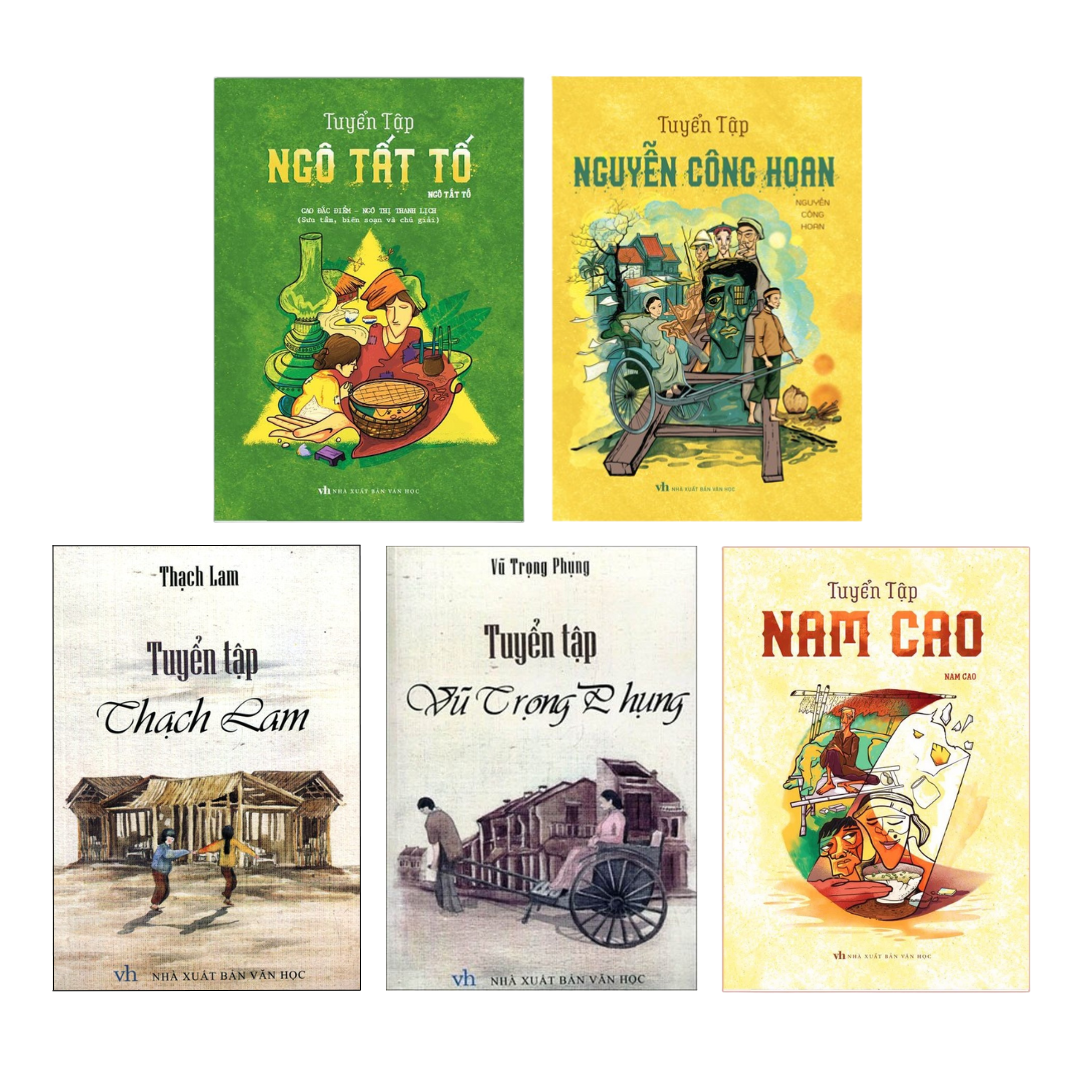 Tuyển Tập
NGÔ TẤT TỐ
NGÔ TẤT TỐ
CAO ĐẮC ĐIỂM - NGÔ THỊ THANH LỊCH
(Sưu tầm, biên soạn và chú giải)
vh NHÀ XUẤT BẢN VĂN HỌC
Tuyển Tập
NGUYỄN CÔNG HOAN
NGUYỄN
CÔNG
HOAN
vh NHÀ XUẤT BẢN VĂN HỌC
Thạch Lam
Tuyển tập
Thạch Lam
vh NHÀ XUẤT BẢN VĂN HỌC
Vũ Trọng Phụng
Tuyển tập
Vũ Trọng Phụng
vh NHÀ XUẤT BẢN VĂN HỌC
Tuyển Tập
NAM CAO
NAM CAO
vh NHÀ XUẤT BẢN VĂN HỌC